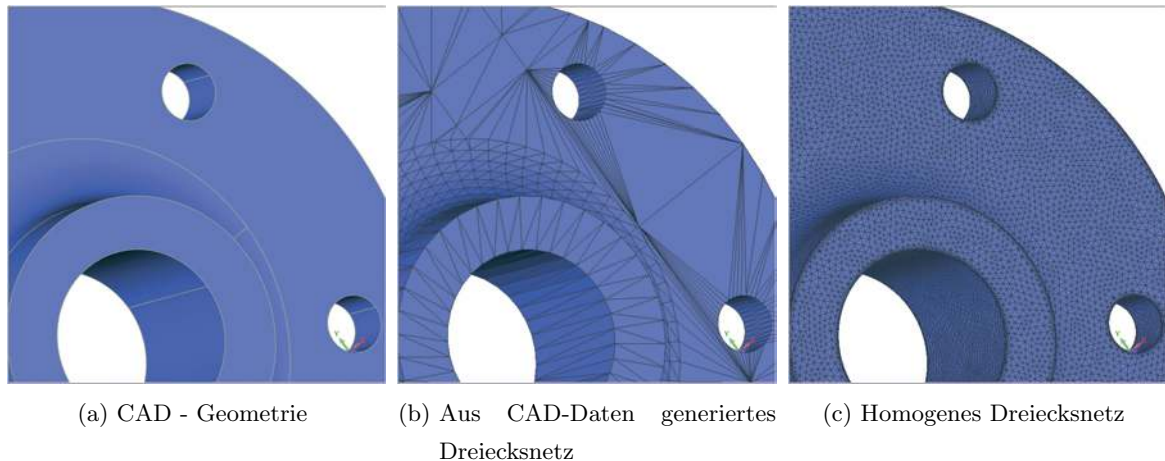 (a) CAD - Geometrie
(b) Aus CAD-Daten generiertes
Dreiecksnetz
(c) Homogenes Dreiecksnetz